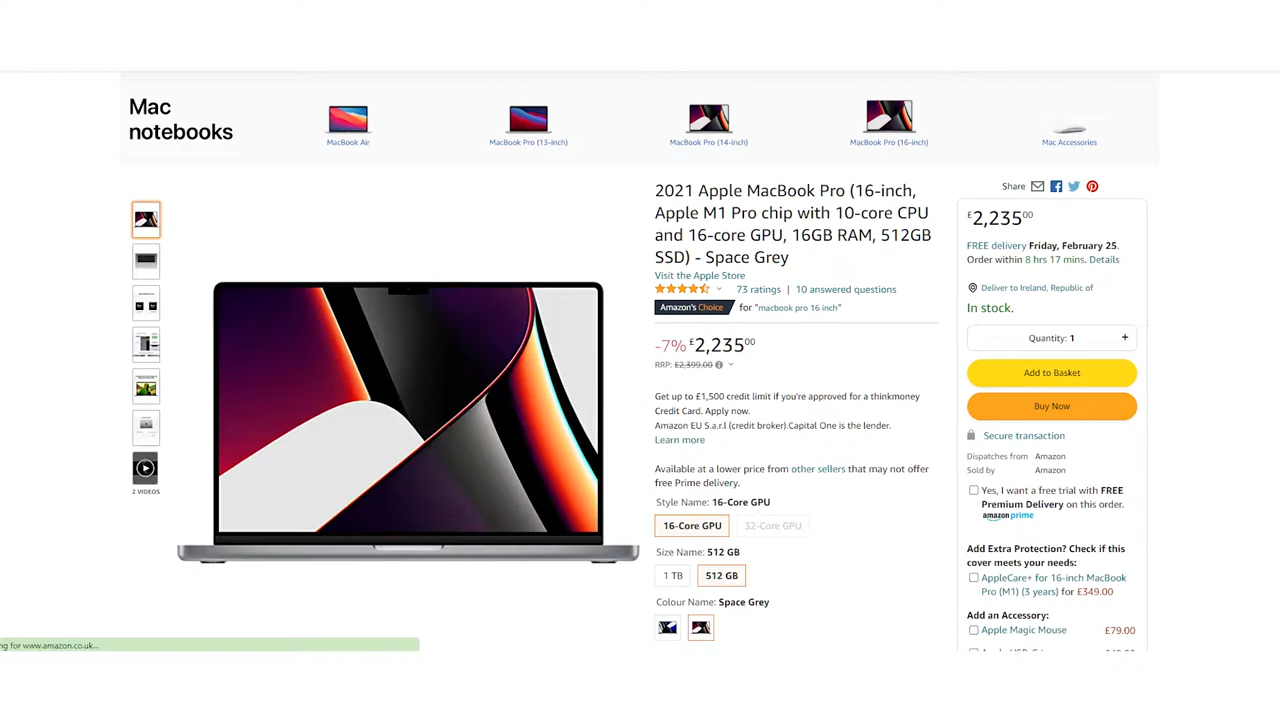 Mac
notebooks
MacBook Air
MacBook Pro (13-inch)
MacBook Pro (14-inch)
MacBook Pro (16-inch)
Mac Accessories
2 VIDEOS
2021 Apple MacBook Pro (16-inch,
Apple M1 Pro chip with 10-core CPU
and 16-core GPU, 16GB RAM, 512GB
SSD) - Space Grey
Visit the Apple Store
73 ratings | 10 answered questions
Amazon's Choice for "macbook pro 16 inch"
-7% £2,235.00
RRP: £2,399.00
Get up to £1,500 credit limit if you're approved for a thinkmoney
Credit Card. Apply now.
Amazon EU S.a.r.l (credit broker).Capital One is the lender.
Learn more
Available at a lower price from other sellers that may not offer
free Prime delivery.
Style Name: 16-Core GPU
16-Core GPU
32-Core GPU
Size Name: 512 GB
1 TB
512 GB
Colour Name: Space Grey
Share
£2,235.00
FREE delivery Friday, February 25.
Order within 8 hrs 17 mins. Details
Deliver to Ireland, Republic of
In stock.
Quantity: 1 +
Add to Basket
Buy Now
Secure transaction
Dispatches from Amazon
Sold by Amazon
Yes, I want a free trial with FREE
Premium Delivery on this order.
amazon prime
Add Extra Protection? Check if this
cover meets your needs:
AppleCare+ for 16-inch MacBook
Pro (M1) (3 years) for £349.00
Add an Accessory:
Apple Magic Mouse £79.00
ng for www.amazon.co.uk...